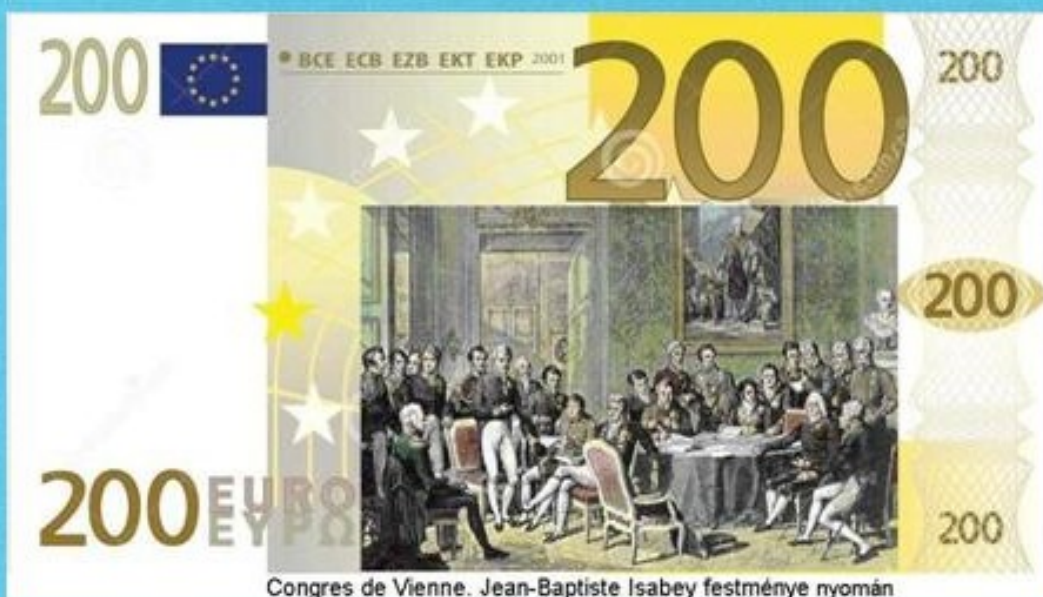 200
BCE ECB EZB EKT EKP 2001
200
200
200
200 EURO
ΕΥΡΩ
200
Congres de Vienne. Jean-Baptiste Isabey festménye nyomán